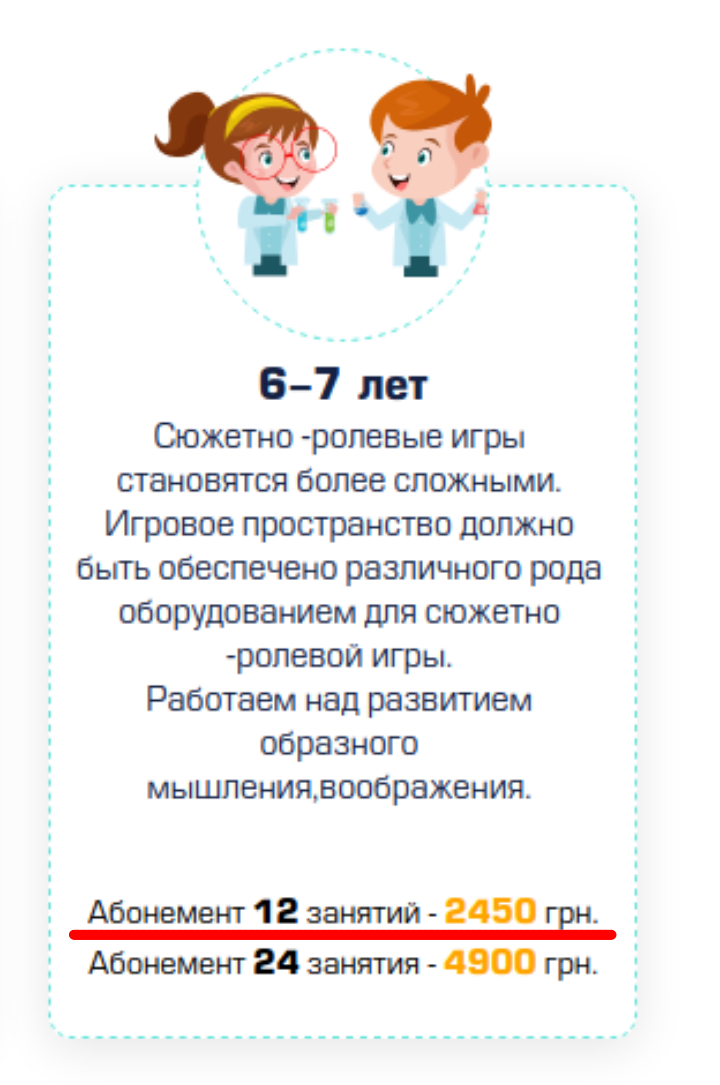 6–7 лет
Сюжетно -ролевые игры
становятся более сложными.
Игровое пространство должно
быть обеспечено различного рода
оборудованием для сюжетно
-ролевой игры.
Работаем над развитием
образного
мышления,воображения.
Абонемент 12 занятий - 2450 грн.
Абонемент 24 занятия - 4900 грн.